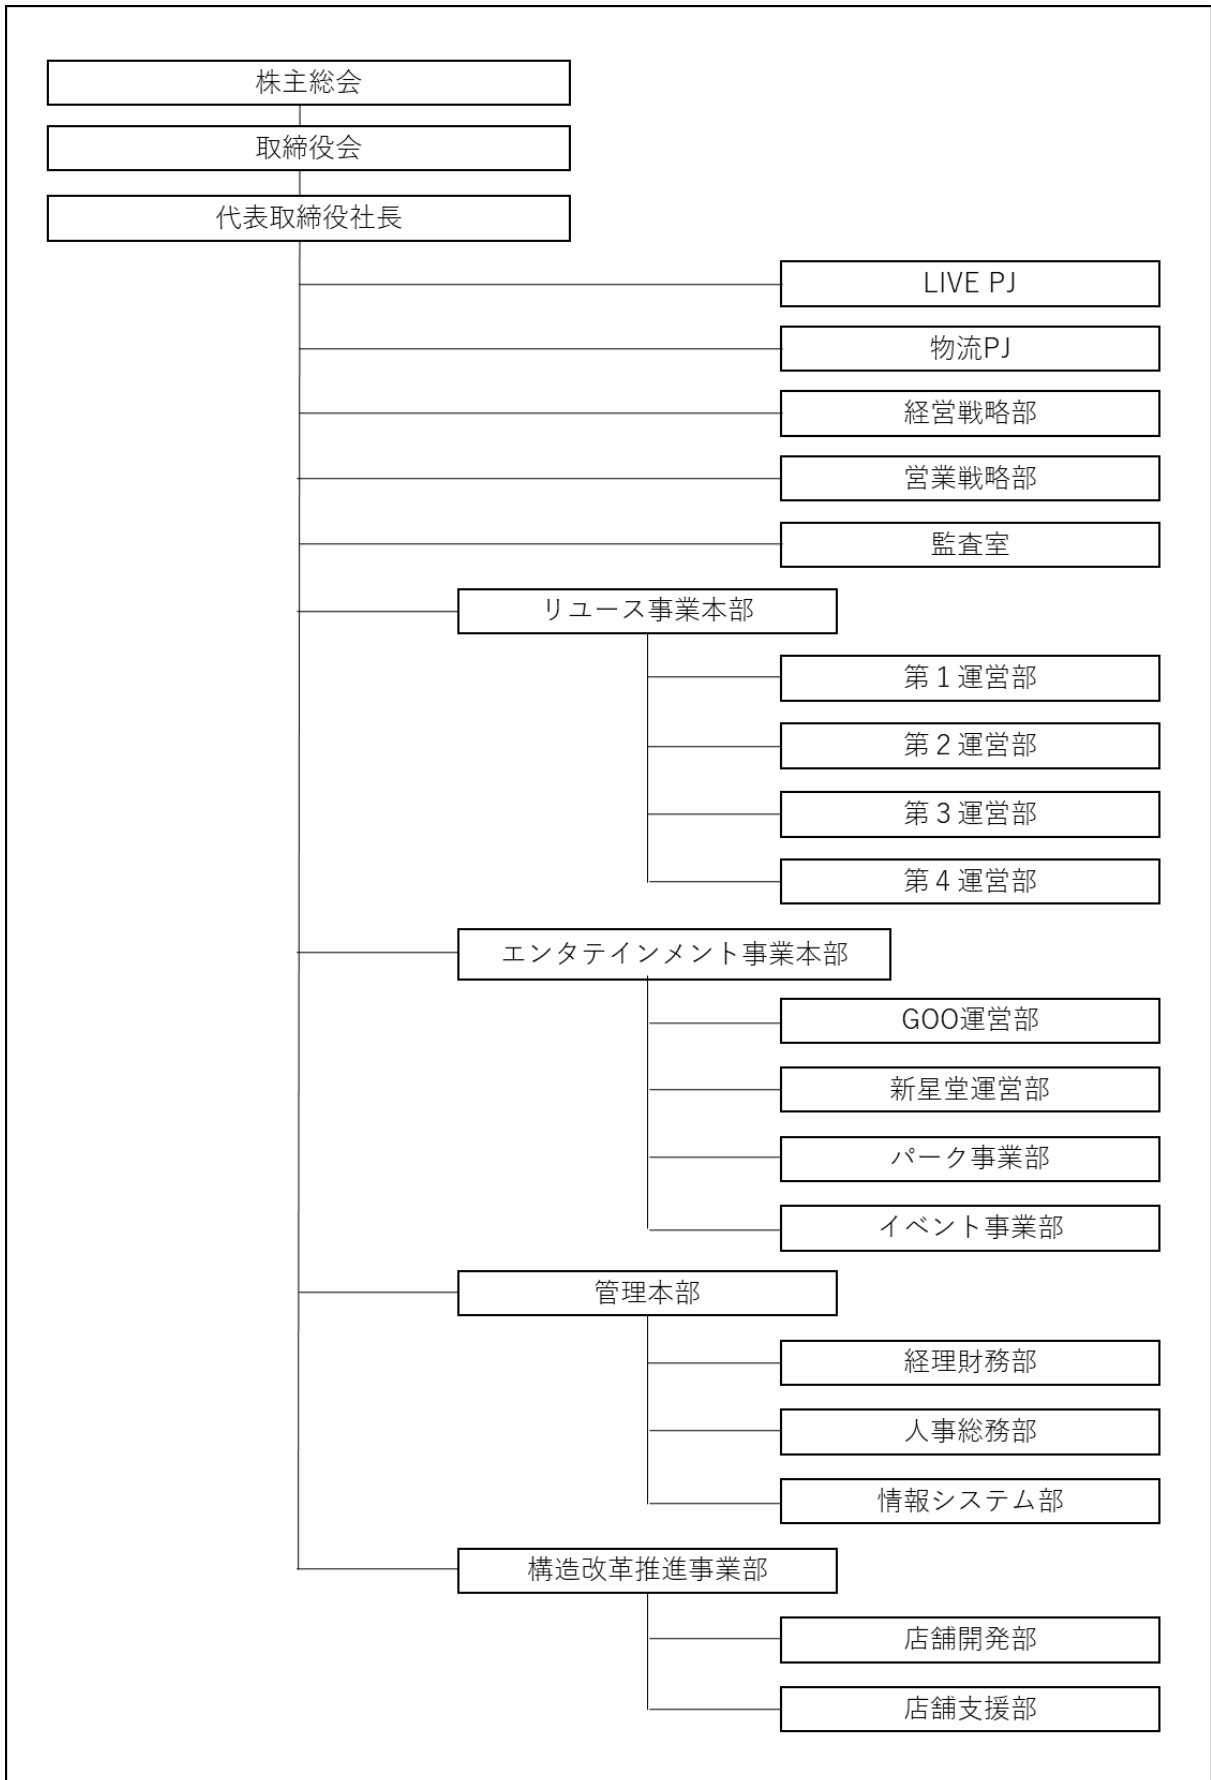 株主総会
取締役会
代表取締役社長
LIVE PJ
物流PJ
経営戦略部
営業戦略部
監査室
リユース事業本部
第１運営部
第２運営部
第３運営部
第４運営部
エンタテインメント事業本部
GOO運営部
新星堂運営部
パーク事業部
イベント事業部
管理本部
経理財務部
人事総務部
情報システム部
構造改革推進事業部
店舗開発部
店舗支援部